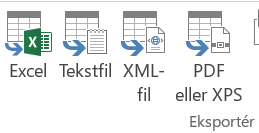 Excel Tekstfil XML- PDF
fil eller XPS
Eksportér